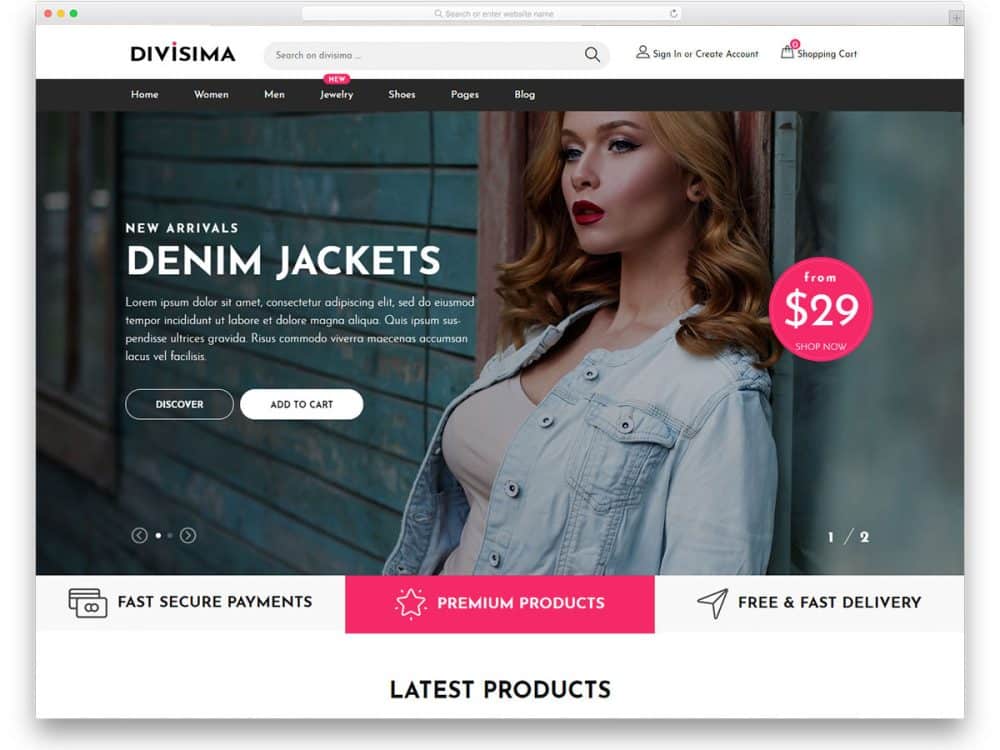 Search or enter website name
DIVISIMA
Search on divisima ...
Sign In or Create Account
0
Shopping Cart
NEW
Home Women Men Jewelry Shoes Pages Blog
NEW ARRIVALS
DENIM JACKETS
Lorem ipsum dolor sit amet, consectetur adipiscing elit, sed do eiusmod
tempor incididunt ut labore et dolore magna aliqua. Quis ipsum sus-
pendisse ultrices gravida. Risus commodo viverra maecenas accumsan
lacus vel facilisis.
from
$29
SHOP NOW
DISCOVER ADD TO CART
1 / 2
FAST SECURE PAYMENTS
PREMIUM PRODUCTS
FREE & FAST DELIVERY
LATEST PRODUCTS